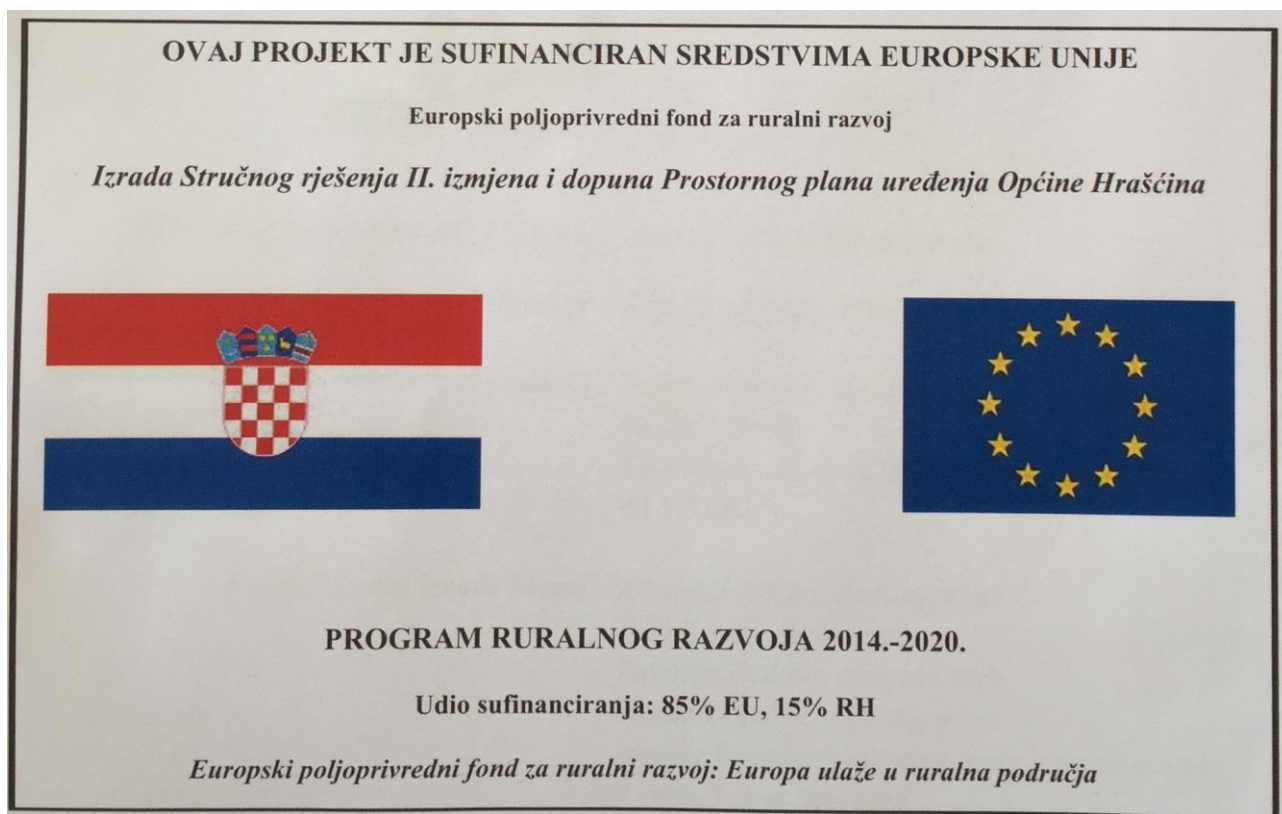 OVAJ PROJEKT JE SUFINANCIRAN SREDSTVIMA EUROPSKE UNIJE
Europski poljoprivredni fond za ruralni razvoj
Izrada Stručnog rješenja II. izmjena i dopuna Prostornog plana uređenja Općine Hrašćina
PROGRAM RURALNOG RAZVOJA 2014.-2020.
Udio sufinanciranja: 85% EU, 15% RH
Europski poljoprivredni fond za ruralni razvoj: Europa ulaže u ruralna područja